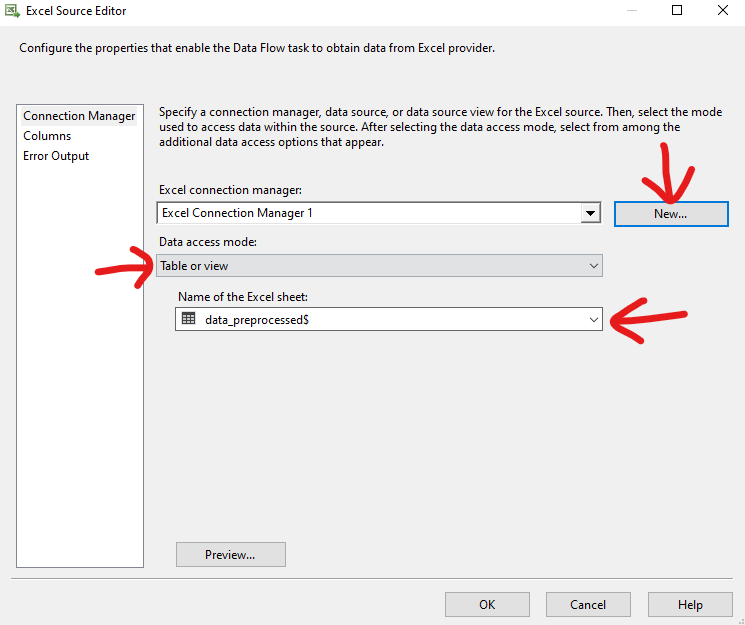 Excel Source Editor
Configure the properties that enable the Data Flow task to obtain data from Excel provider.
Connection Manager
Columns
Error Output
Specify a connection manager, data source, or data source view for the Excel source. Then, select the mode
used to access data within the source. After selecting the data access mode, select from among the
additional data access options that appear.
Excel connection manager:
Excel Connection Manager 1
New...
Data access mode:
Table or view
Name of the Excel sheet:
data_preprocessed$
Preview...
OK
Cancel
Help